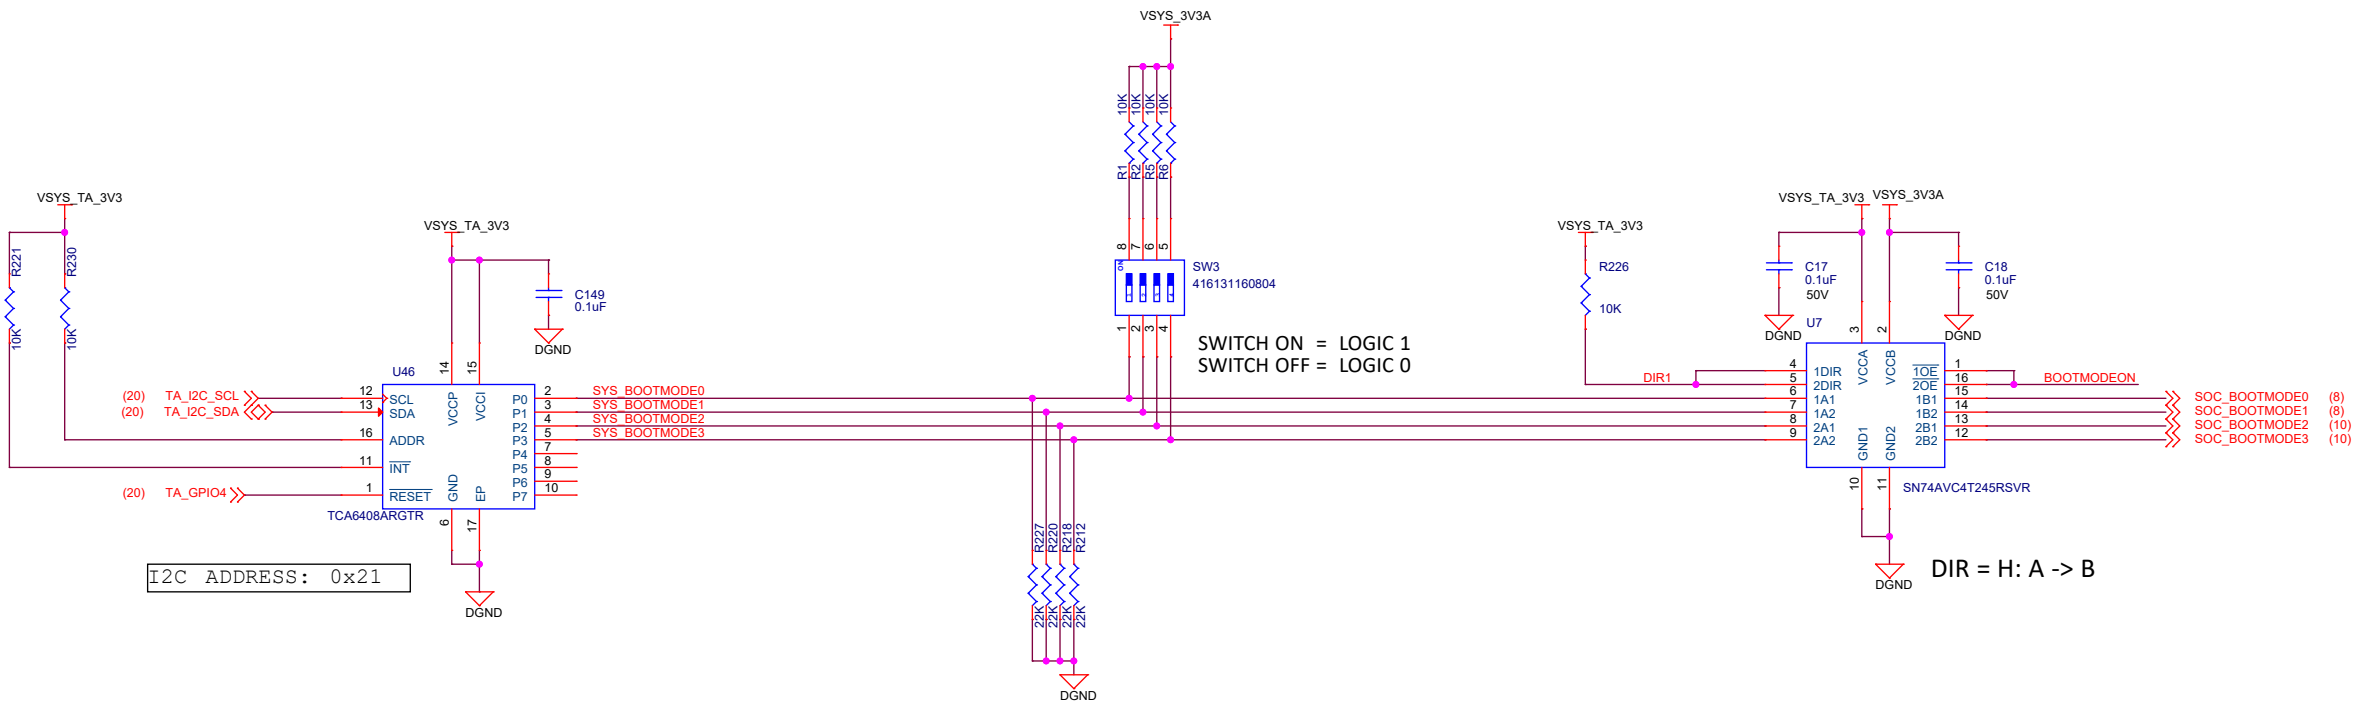 VSYS_3V3A
10K
10K
10K
10K
R1
R2
R5
R6
8
7
6
5
ON
1
2
3
4
SW3
416131160804
1
2
3
4
SWITCH ON = LOGIC 1
SWITCH OFF = LOGIC 0
VSYS_TA_3V3
R221
R230
10K
10K
VSYS_TA_3V3
C149
0.1uF
DGND
U46
14
15
VCCP
VCCI
(20) TA_I2C_SCL
(20) TA_I2C_SDA
(20) TA_GPIO4
12
13
16
11
1
SCL
SDA
ADDR
INT
RESET
GND
EP
P0
P1
P2
P3
P4
P5
P6
P7
2
3
4
5
7
8
9
10
SYS_BOOTMODE0
SYS_BOOTMODE1
SYS_BOOTMODE2
SYS_BOOTMODE3
TCA6408ARGTR
6
17
DGND
I2C ADDRESS: 0x21
R227
R220
R218
R212
22K
22K
22K
22K
DGND
VSYS_TA_3V3
R226
10K
DIR1
VSYS_TA_3V3
VSYS_3V3A
C17
0.1uF
50V
DGND
C18
0.1uF
50V
DGND
U7
3
2
VCCA
VCCB
4
5
6
7
8
9
1DIR
2DIR
1A1
1A2
2A1
2A2
GND1
GND2
1OE
2OE
1B1
1B2
2B1
2B2
1
16
15
14
13
12
BOOTMODEON
SOC_BOOTMODE0 (8)
SOC_BOOTMODE1 (8)
SOC_BOOTMODE2 (10)
SOC_BOOTMODE3 (10)
10
11
SN74AVC4T245RSVR
DGND
DIR = H: A -> B